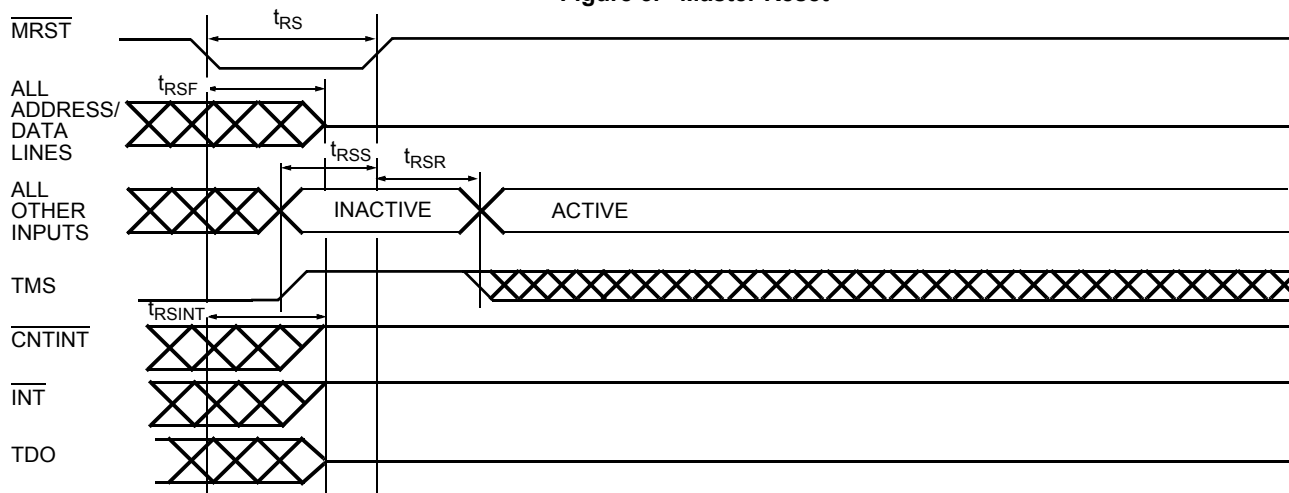 Figure 6. Master Reset
MRST
tRS
ALL
ADDRESS/
DATA
LINES
tRSF
tRSS
tRSR
ALL
OTHER
INPUTS
INACTIVE
ACTIVE
TMS
tRSINT
CNTINT
INT
TDO